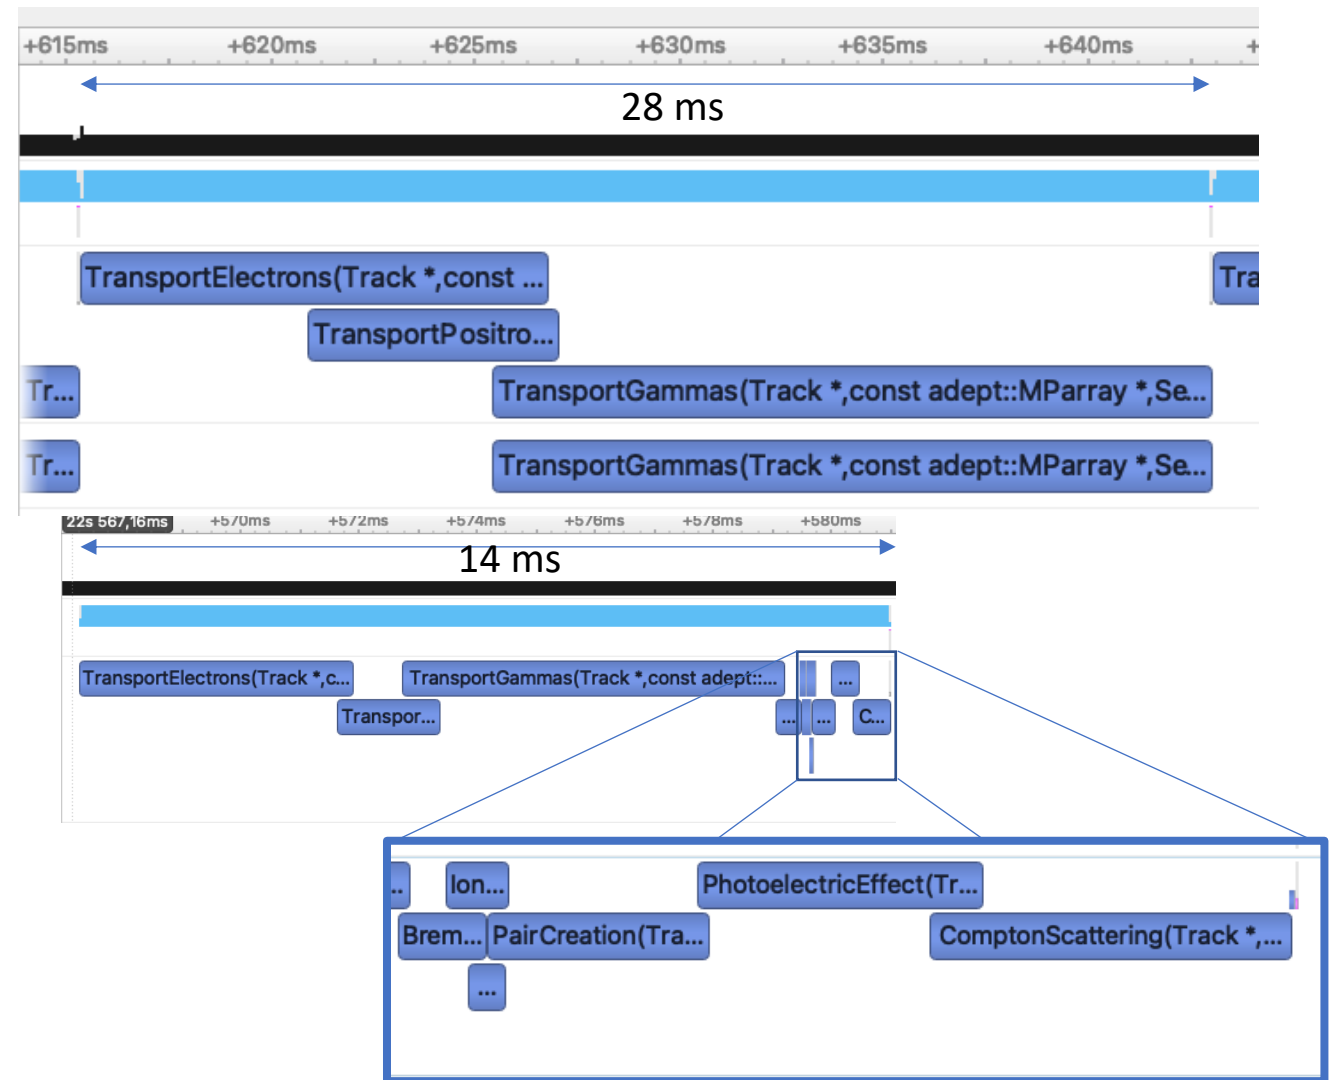 +615ms +620ms +625ms +630ms +635ms +640ms +
28 ms
TransportElectrons(Track *,const ... Tra
TransportPositro...
Tr... TransportGammas(Track *,const adept::MParray *,Se...
Tr... TransportGammas(Track *,const adept::MParray *,Se...
22s 567,16ms +570ms +572ms +574ms +576ms +578ms +580ms
14 ms
TransportElectrons(Track *,c... TransportGammas(Track *,const adept::... ...
Transpor... ... ... C...
.. Ion... PhotoelectricEffect(Tr...
Brem... PairCreation(Tra... ComptonScattering(Track *,...
...